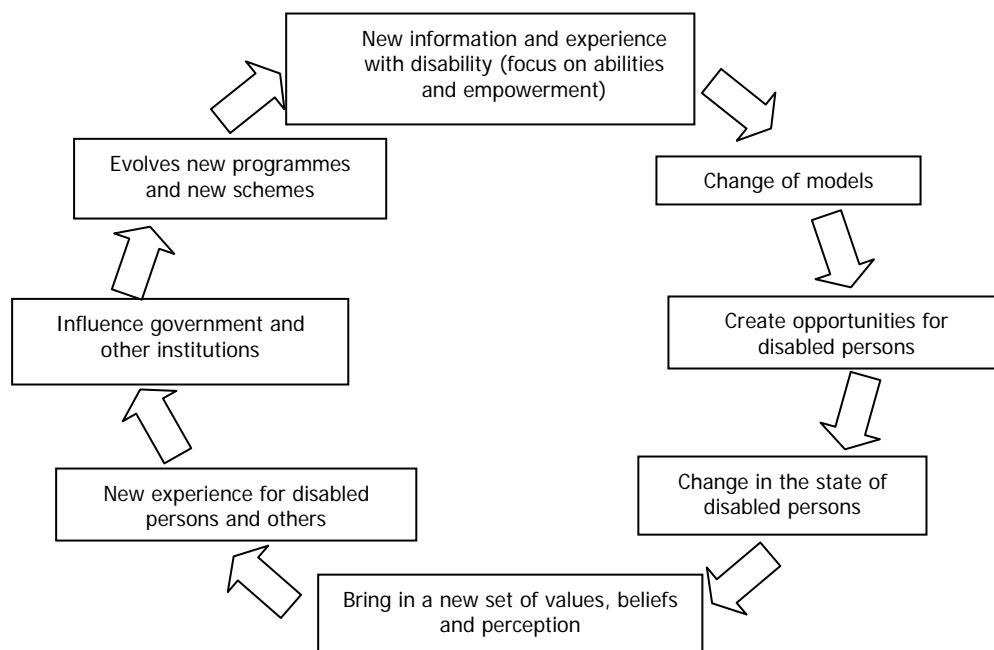 New information and experience
with disability (focus on abilities
and empowerment)
Change of models
Create opportunities for
disabled persons
Change in the state of
disabled persons
Bring in a new set of values, beliefs
and perception
New experience for disabled
persons and others
Influence government and
other institutions
Evolves new programmes
and new schemes